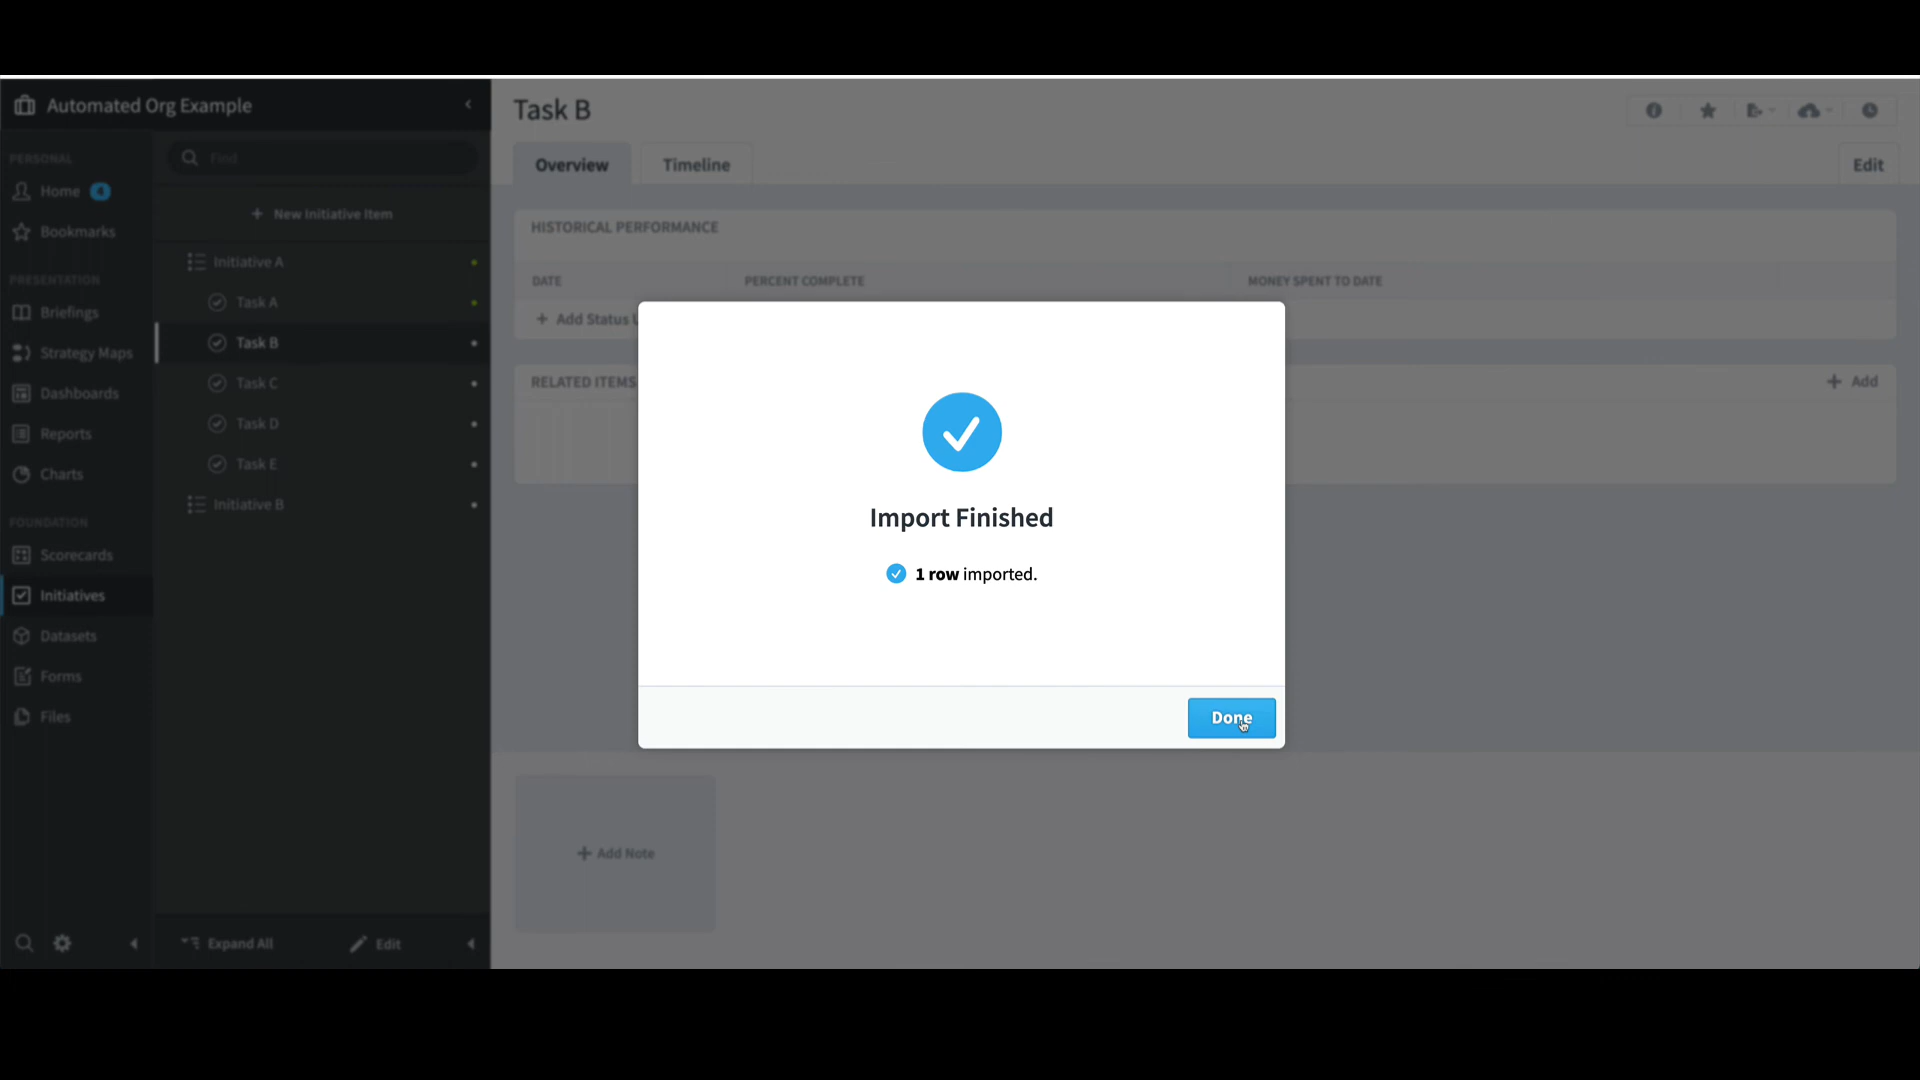 Automated Org Example
PERSONAL
Home 4
Bookmarks
PRESENTATION
Briefings
Strategy Maps
Dashboards
Reports
Charts
FOUNDATION
Scorecards
Initiatives
Datasets
Forms
Files
Find
+ New Initiative Item
Initiative A
Task A
Task B
Task C
Task D
Task E
Initiative B
Expand All
Edit
Task B
Overview
Timeline
Edit
HISTORICAL PERFORMANCE
DATE PERCENT COMPLETE MONEY SPENT TO DATE
+ Add Status U
RELATED ITEMS
+ Add
Import Finished
1 row imported.
Done
+ Add Note